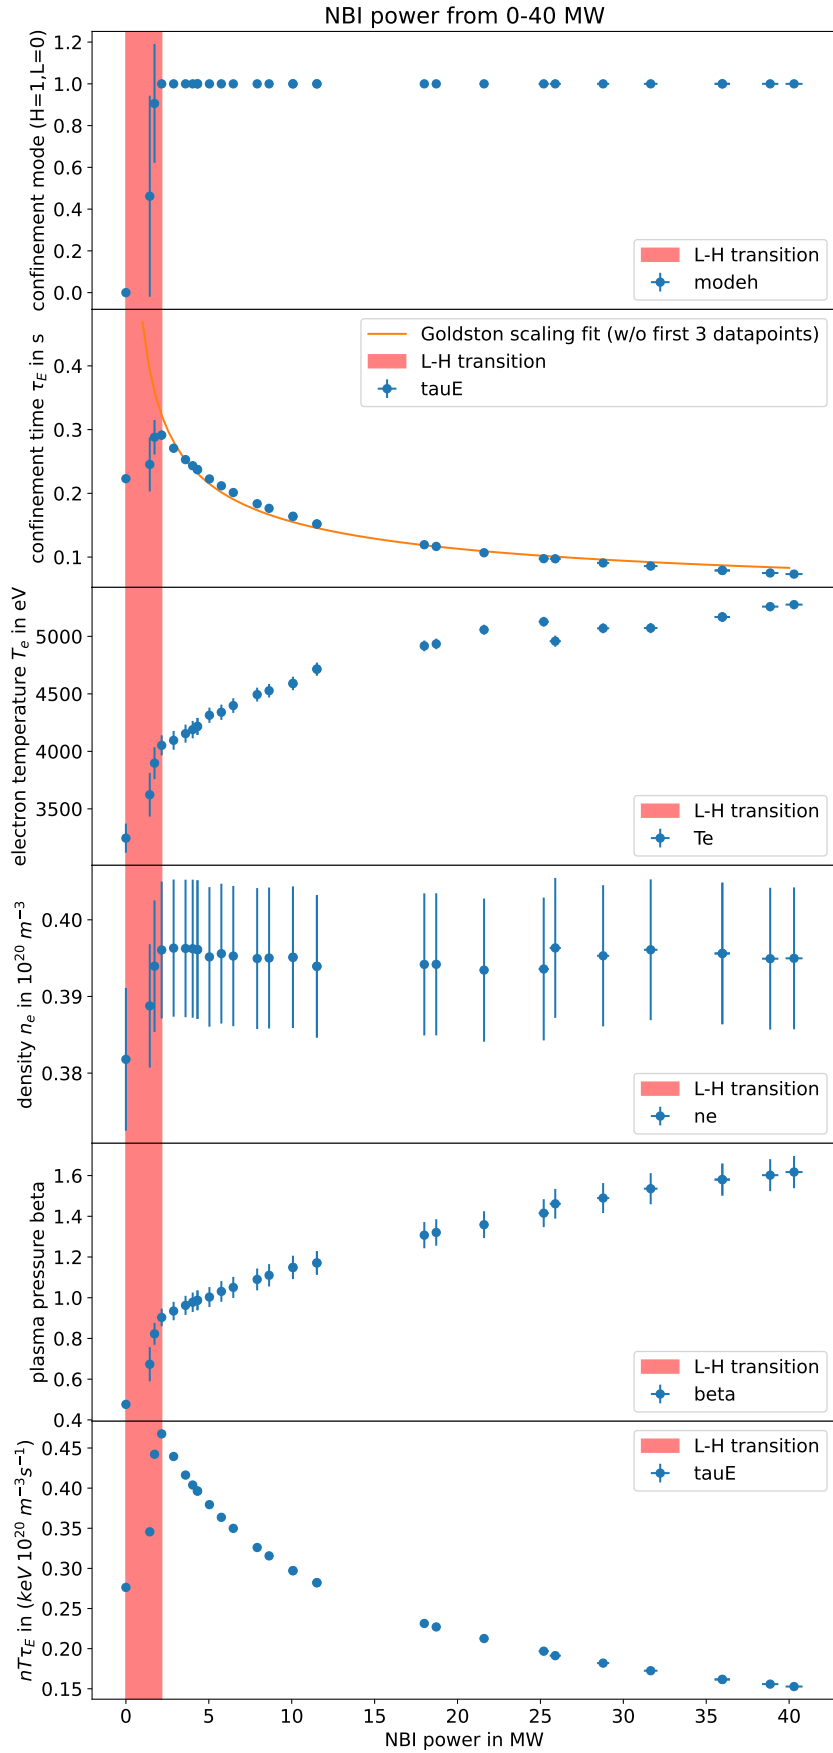 NBI power from 0-40 MW
confinement mode (H=1,L=0)
1.2
1.0
0.8
0.6
0.4
0.2
0.0
L-H transition
modeh
confinement time τ_E in s
0.4
0.3
0.2
0.1
Goldston scaling fit (w/o first 3 datapoints)
L-H transition
tauE
electron temperature T_e in eV
5000
4500
4000
3500
L-H transition
Te
density n_e in 10^20 m^−3
0.40
0.39
0.38
L-H transition
ne
plasma pressure beta
1.6
1.4
1.2
1.0
0.8
0.6
0.4
L-H transition
beta
nTτ_E in (keV 10^20 m^−3 s^−1)
0.45
0.40
0.35
0.30
0.25
0.20
0.15
L-H transition
tauE
0 5 10 15 20 25 30 35 40
NBI power in MW